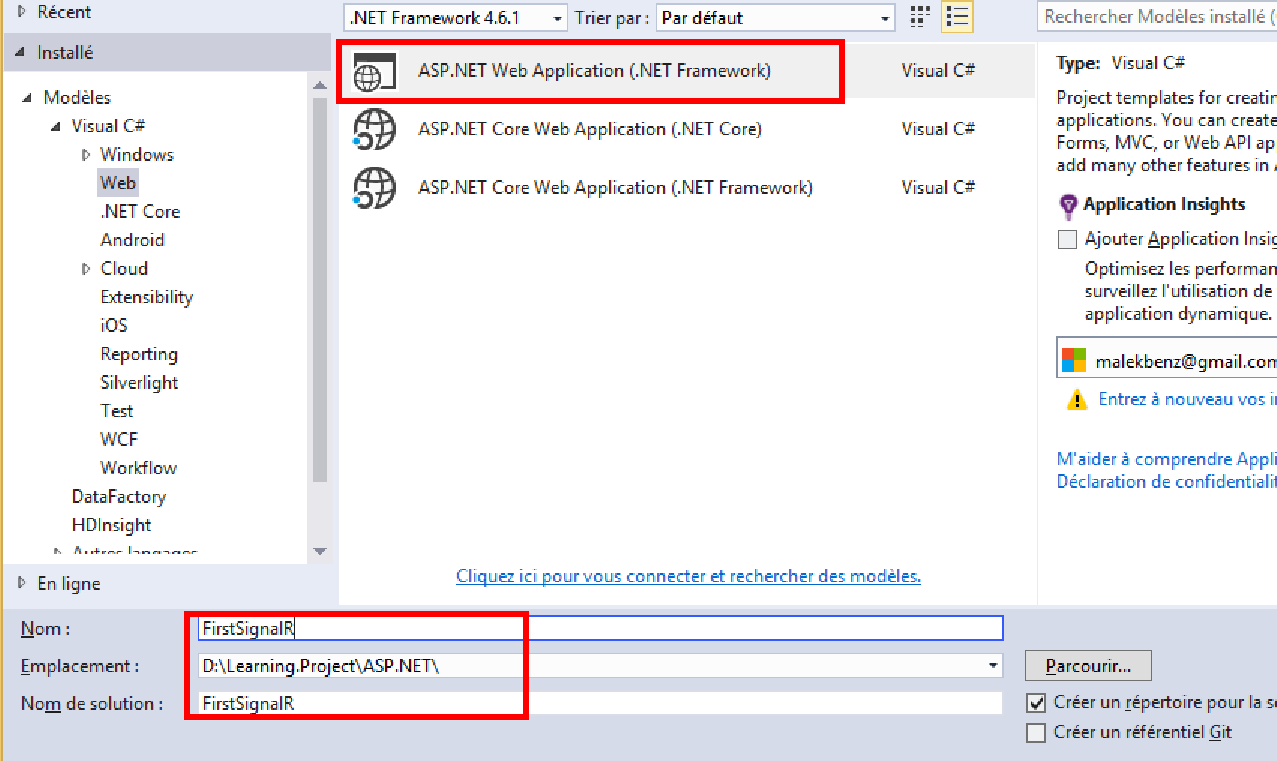 Récent
.NET Framework 4.6.1 Trier par : Par défaut
Rechercher Modèles installé (
Installé
Modèles
Visual C#
Windows
Web
.NET Core
Android
Cloud
Extensibility
iOS
Reporting
Silverlight
Test
WCF
Workflow
DataFactory
HDInsight
Autres langages
En ligne
ASP.NET Web Application (.NET Framework) Visual C#
ASP.NET Core Web Application (.NET Core) Visual C#
ASP.NET Core Web Application (.NET Framework) Visual C#
Cliquez ici pour vous connecter et rechercher des modèles.
Type: Visual C#
Project templates for creatin
applications. You can create
Forms, MVC, or Web API ap
add many other features in A
Application Insights
Ajouter Application Insig
Optimisez les performan
surveillez l'utilisation de
application dynamique.
malekbenz@gmail.com
Entrez à nouveau vos i
M'aider à comprendre Appli
Déclaration de confidentialit
Nom : FirstSignalR
Emplacement : D:\Learning.Project\ASP.NET\ Parcourir...
Nom de solution : FirstSignalR
Créer un répertoire pour la s
Créer un référentiel Git